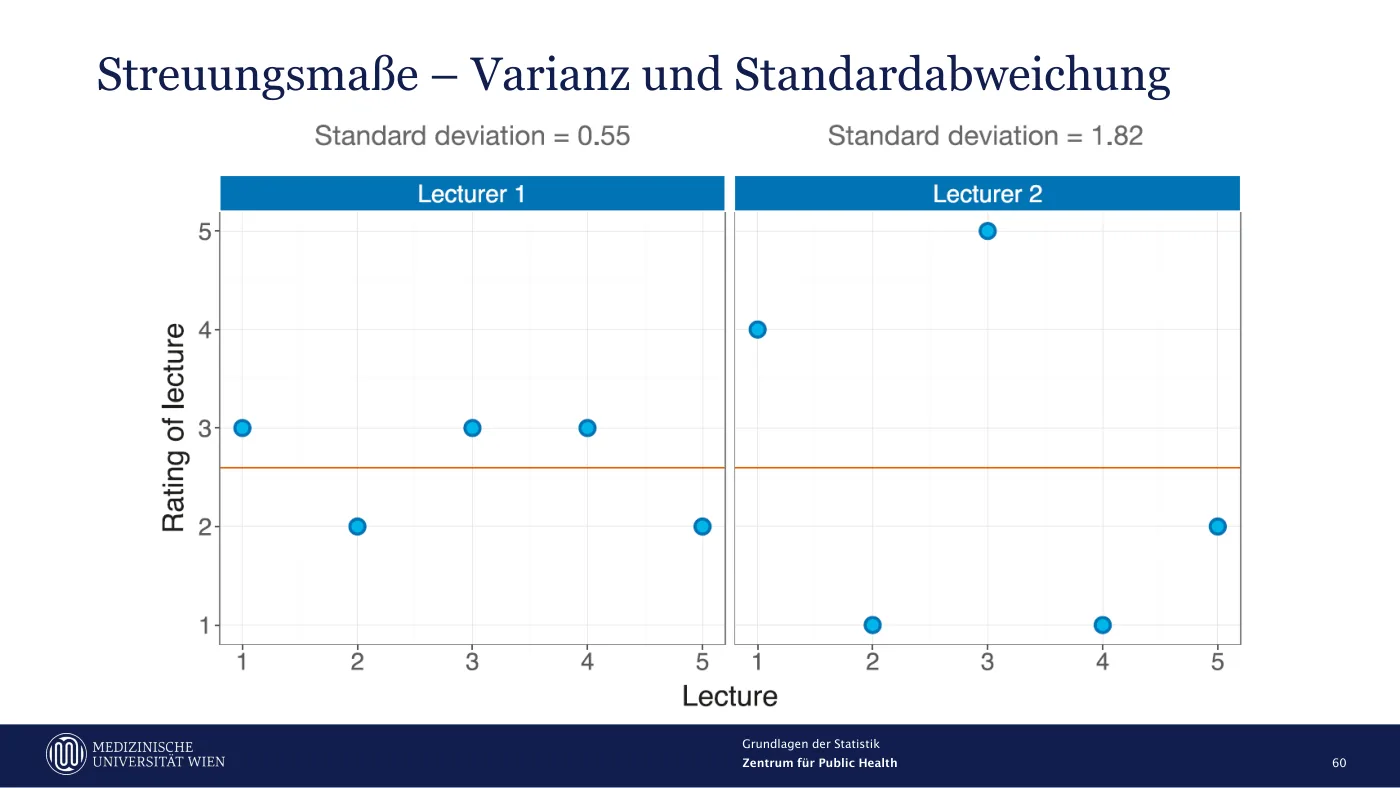 Streuungsmaße – Varianz und Standardabweichung
Standard deviation = 0.55
Standard deviation = 1.82
Lecturer 1
Lecturer 2
Rating of lecture
5
4
3
2
1
1 2 3 4 5
1 2 3 4 5
Lecture
MEDIZINISCHE
UNIVERSITÄT WIEN
Grundlagen der Statistik
Zentrum für Public Health
60